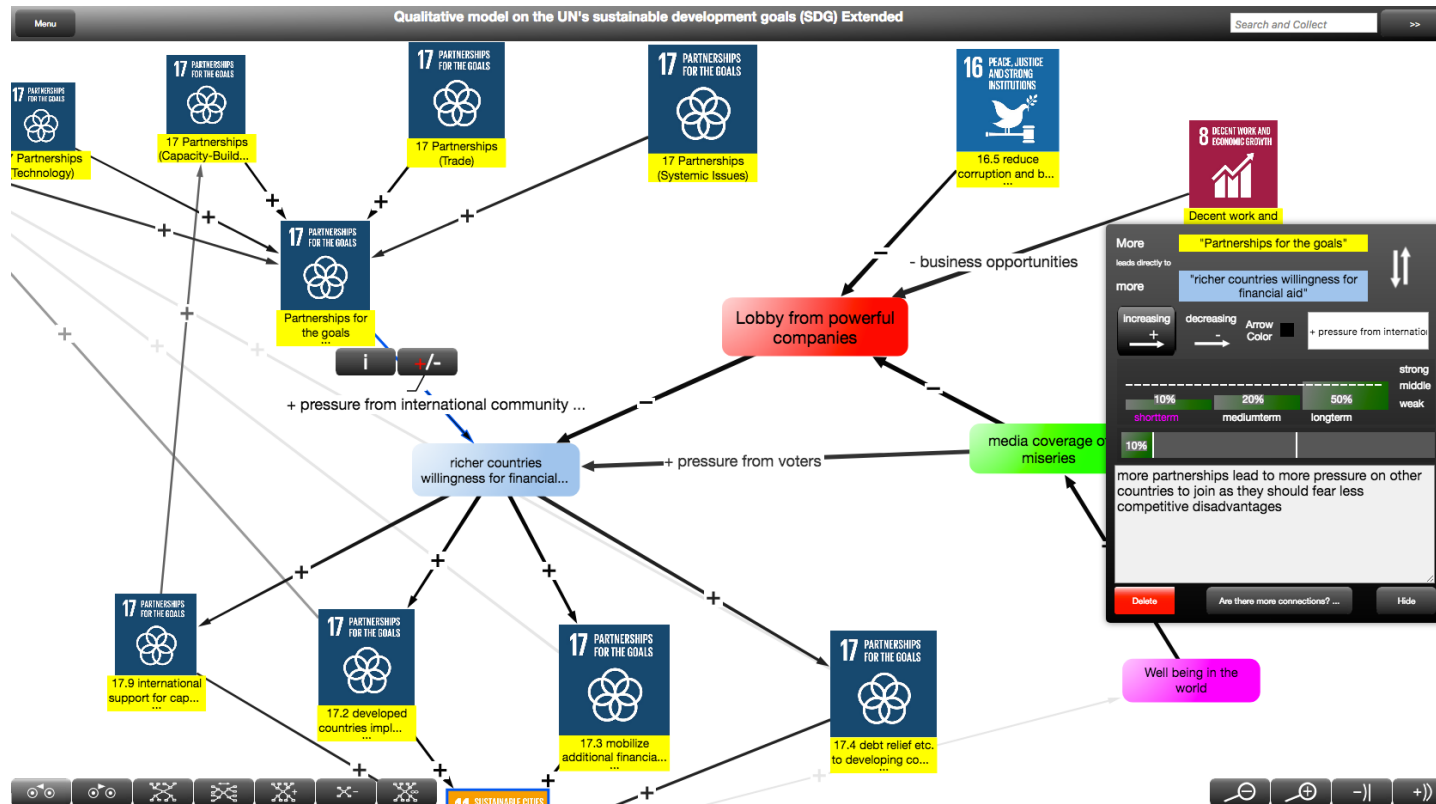 Menu
Qualitative model on the UN's sustainable development goals (SDG) Extended
Search and Collect
>>
17 PARTNERSHIPS
FOR THE GOALS
Partnerships
(Technology)
17 PARTNERSHIPS
FOR THE GOALS
17 Partnerships
(Capacity-Build...
17 PARTNERSHIPS
FOR THE GOALS
17 Partnerships
(Trade)
17 PARTNERSHIPS
FOR THE GOALS
17 Partnerships
(Systemic Issues)
16 PEACE, JUSTICE
AND STRONG
INSTITUTIONS
16.5 reduce
corruption and b...
...
8 DECENT WORK AND
ECONOMIC GROWTH
Decent work and
17 PARTNERSHIPS
FOR THE GOALS
Partnerships for
the goals
...
- business opportunities
Lobby from powerful
companies
i
+/-
+ pressure from international community ...
richer countries
willingness for financial...
+ pressure from voters
media coverage of
miseries
More
"Partnerships for the goals"
leads directly to
more
"richer countries willingness for
financial aid"
increasing
+
decreasing
-
Arrow
Color
+ pressure from internatio
strong
middle
weak
10%
20%
50%
shortterm
mediumterm
longterm
10%
more partnerships lead to more pressure on other
countries to join as they should fear less
competitive disadvantages
Delete
Are there more connections? ...
Hide
17 PARTNERSHIPS
FOR THE GOALS
17.9 international
support for cap...
...
17 PARTNERSHIPS
FOR THE GOALS
17.2 developed
countries impl...
...
17 PARTNERSHIPS
FOR THE GOALS
17.3 mobilize
additional financia...
...
17 PARTNERSHIPS
FOR THE GOALS
17.4 debt relief etc.
to developing co...
...
Well being in the
world
11 SUSTAINABLE CITIES
-)|
+))